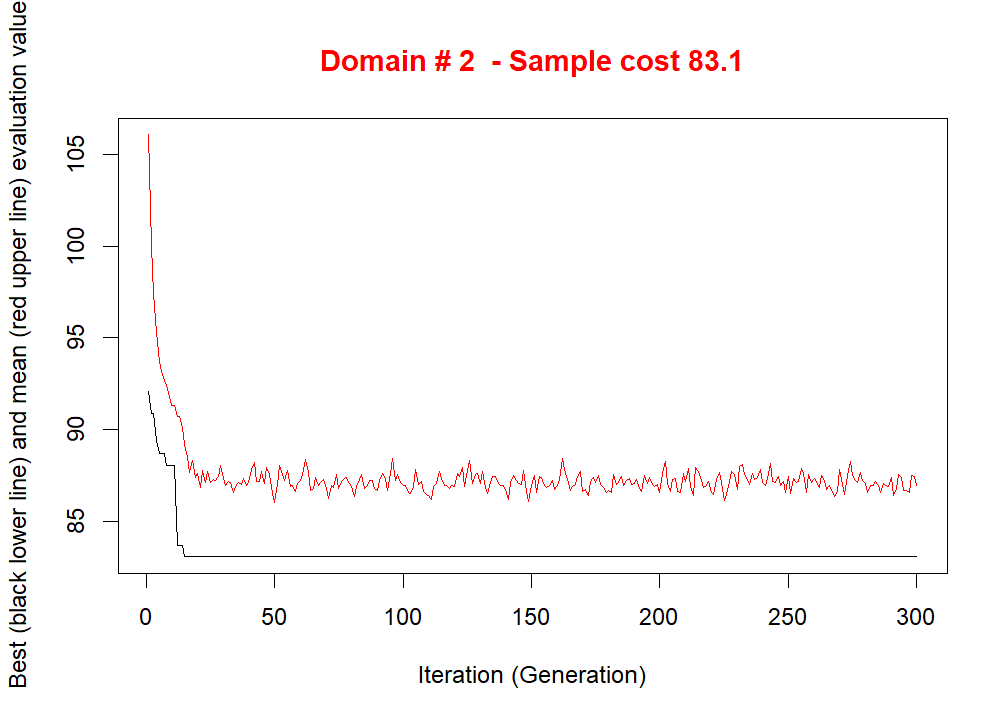 Domain # 2  - Sample cost 83.1
Best (black lower line) and mean (red upper line) evaluation value
105
100
95
90
85
0 50 100 150 200 250 300
Iteration (Generation)